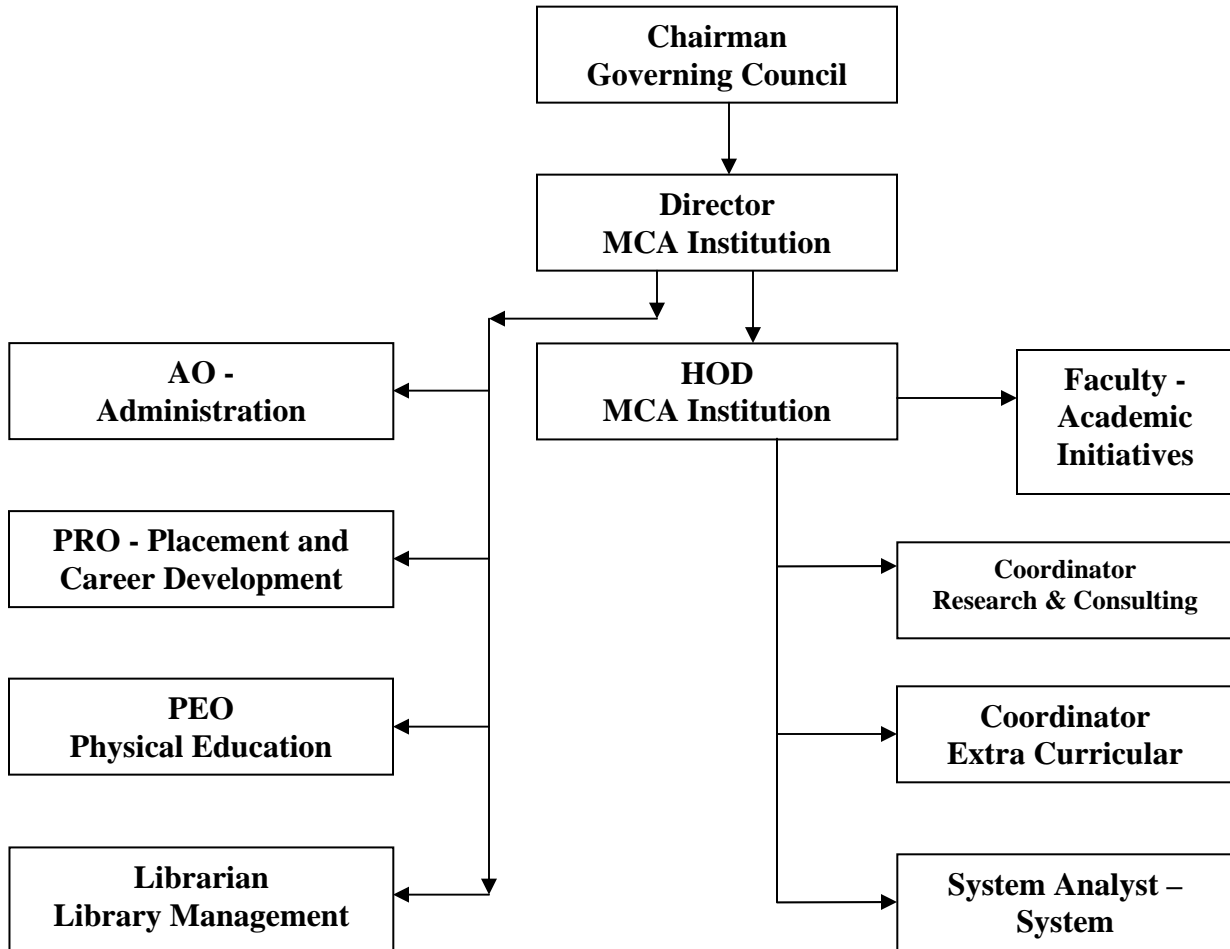 Chairman
Governing Council
Director
MCA Institution
AO -
Administration
HOD
MCA Institution
Faculty -
Academic
Initiatives
PRO - Placement and
Career Development
Coordinator
Research & Consulting
PEO
Physical Education
Coordinator
Extra Curricular
Librarian
Library Management
System Analyst –
System